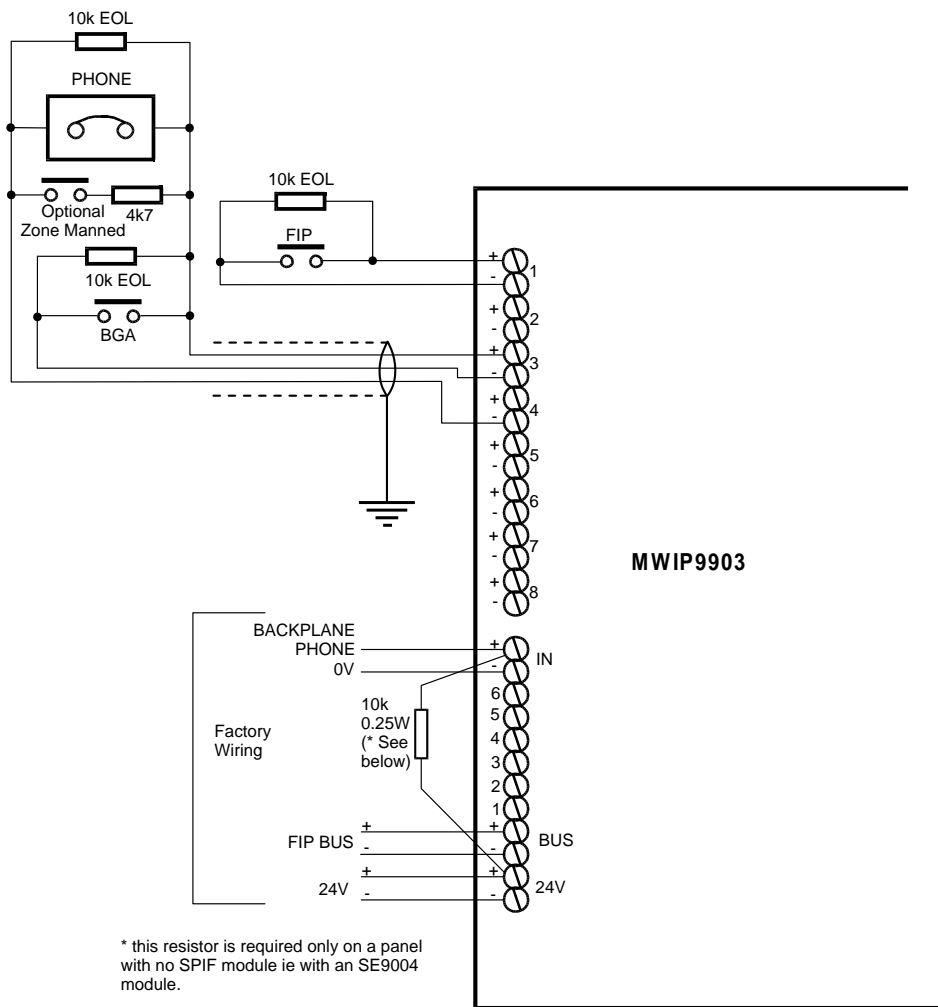 10k EOL
PHONE
Optional
Zone Manned
4k7
10k EOL
BGA
10k EOL
FIP
+
-
1
+
-
2
+
-
3
+
-
4
+
-
5
+
-
6
+
-
7
+
-
8
MWIP9903
BACKPLANE
PHONE
0V
+
-
IN
6
5
4
3
2
1
Factory
Wiring
10k
0.25W
(* See
below)
FIP BUS
+
-
+
-
BUS
24V
+
-
+
-
24V
* this resistor is required only on a panel
with no SPIF module ie with an SE9004
module.